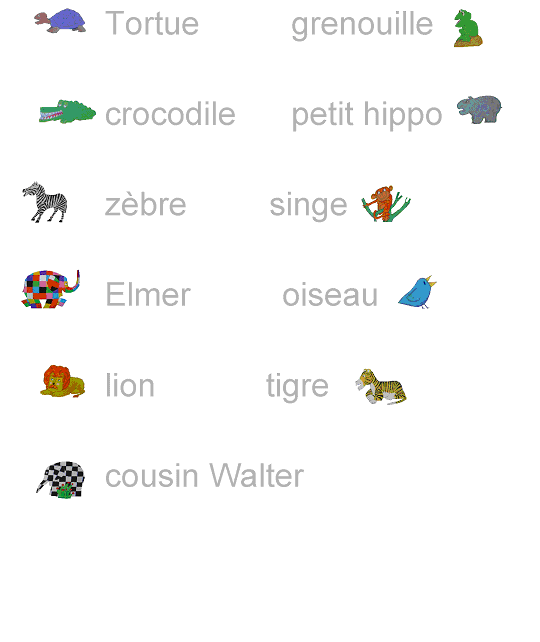 Tortue grenouille
crocodile petit hippo
zèbre singe
Elmer oiseau
lion tigre
cousin Walter